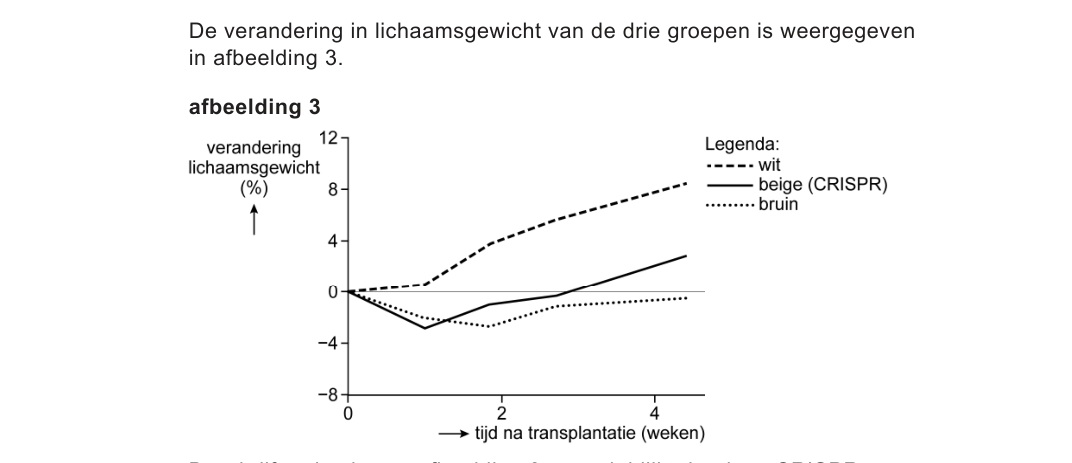 De verandering in lichaamsgewicht van de drie groepen is weergegeven
in afbeelding 3.
afbeelding 3
verandering
lichaamsgewicht
(%)
12
8
4
0
−4
−8
0 2 4
tijd na transplantatie (weken)
Legenda:
wit
beige (CRISPR)
bruin